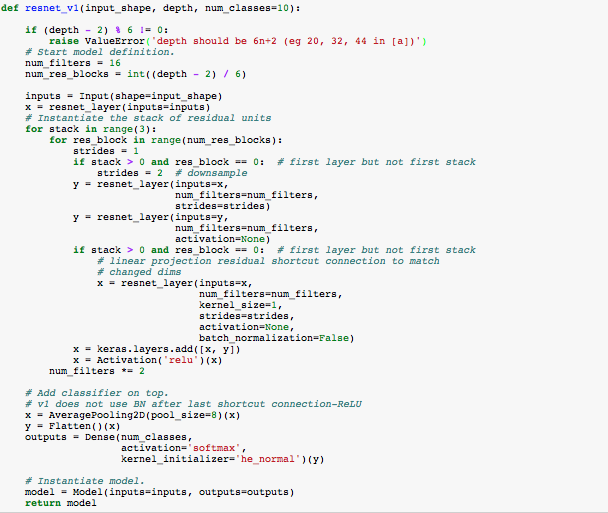 def resnet_v1(input_shape, depth, num_classes=10):

    if (depth - 2) % 6 != 0:
        raise ValueError('depth should be 6n+2 (eg 20, 32, 44 in [a])')
    # Start model definition.
    num_filters = 16
    num_res_blocks = int((depth - 2) / 6)

    inputs = Input(shape=input_shape)
    x = resnet_layer(inputs=inputs)
    # Instantiate the stack of residual units
    for stack in range(3):
        for res_block in range(num_res_blocks):
            strides = 1
            if stack > 0 and res_block == 0:  # first layer but not first stack
                strides = 2  # downsample
            y = resnet_layer(inputs=x,
                             num_filters=num_filters,
                             strides=strides)
            y = resnet_layer(inputs=y,
                             num_filters=num_filters,
                             activation=None)
            if stack > 0 and res_block == 0:  # first layer but not first stack
                # linear projection residual shortcut connection to match
                # changed dims
                x = resnet_layer(inputs=x,
                                 num_filters=num_filters,
                                 kernel_size=1,
                                 strides=strides,
                                 activation=None,
                                 batch_normalization=False)
            x = keras.layers.add([x, y])
            x = Activation('relu')(x)
        num_filters *= 2

    # Add classifier on top.
    # v1 does not use BN after last shortcut connection-ReLU
    x = AveragePooling2D(pool_size=8)(x)
    y = Flatten()(x)
    outputs = Dense(num_classes,
                    activation='softmax',
                    kernel_initializer='he_normal')(y)

    # Instantiate model.
    model = Model(inputs=inputs, outputs=outputs)
    return model